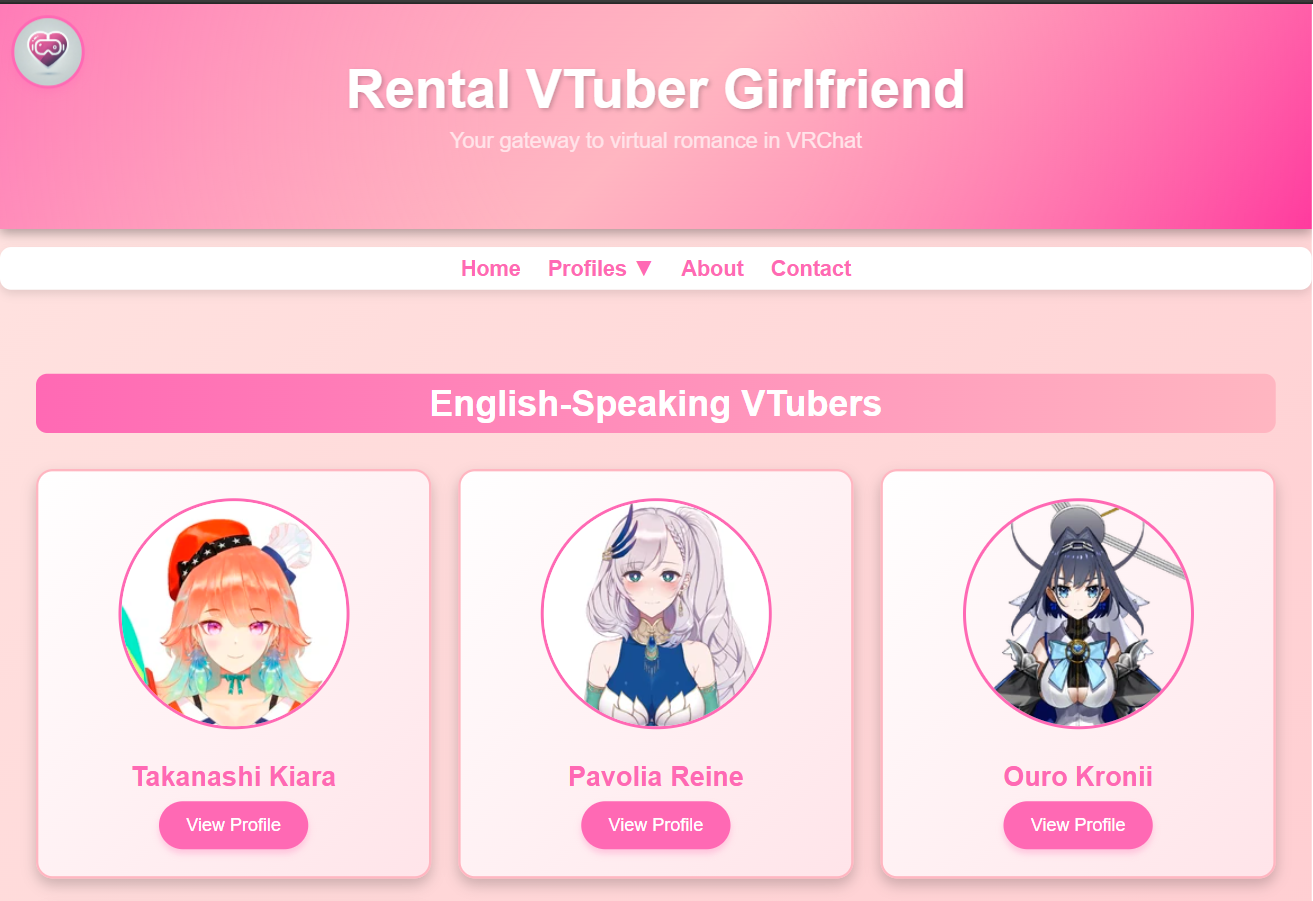 Rental VTuber Girlfriend
Your gateway to virtual romance in VRChat
Home Profiles ▼ About Contact
English-Speaking VTubers
Takanashi Kiara
View Profile
Pavolia Reine
View Profile
Ouro Kronii
View Profile